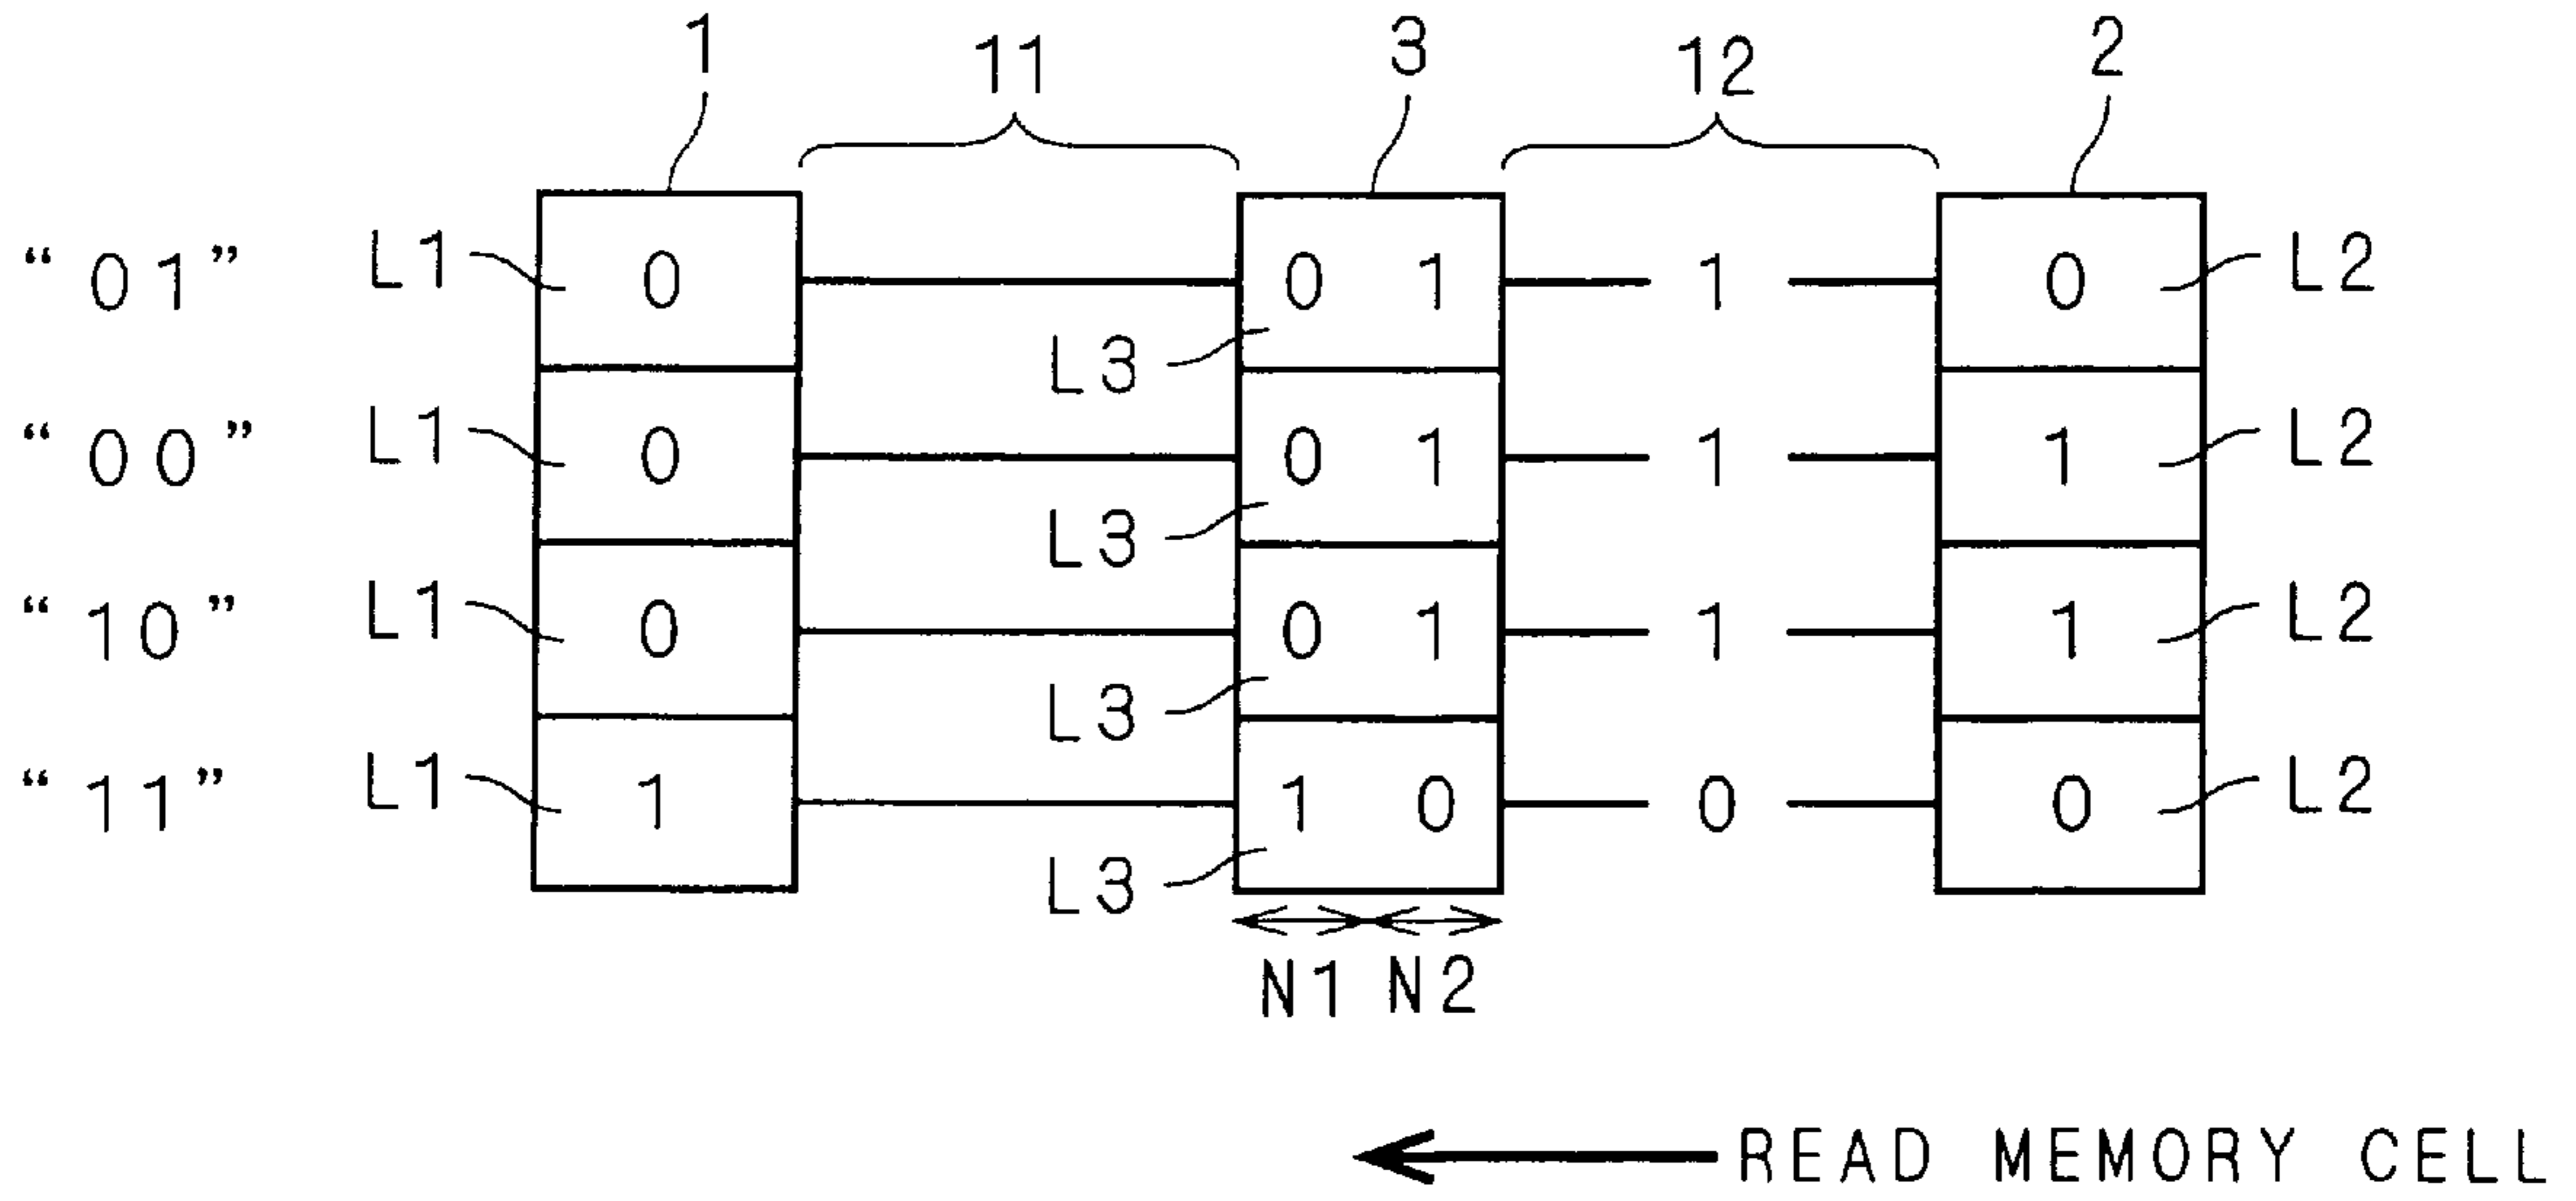 1 11 3 12 2
“01” L1 0 0 1 1 0 L2
L3
“00” L1 0 0 1 1 1 L2
L3
“10” L1 0 0 1 1 1 L2
L3
“11” L1 1 1 0 0 0 L2
L3
N1 N2
READ MEMORY CELL